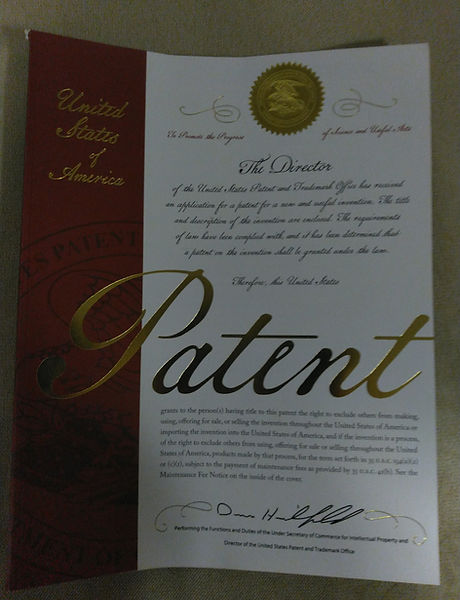 United
States
of
America
To Promote the Progress of Science and Useful Arts
The Director
of the United States Patent and Trademark Office has received
an application for a patent for a new and useful invention. The title
and description of the invention are enclosed. The requirements
of law have been complied with, and it has been determined that
a patent on the invention shall be granted under the law.
Therefore, this United States
Patent
grants to the person(s) having title to this patent the right to exclude others from making,
using, offering for sale, or selling the invention throughout the United States of America or
importing the invention into the United States of America, and if the invention is a process,
of the right to exclude others from using, offering for sale or selling throughout the United
States of America, products made by that process, for the term set forth in 35 U.S.C. 154(a)(2)
or (c)(1), subject to the payment of maintenance fees as provided by 35 U.S.C. 41(b). See the
Maintenance Fee Notice on the inside of the cover.
Performing the Functions and Duties of the Under Secretary of Commerce for Intellectual Property and
Director of the United States Patent and Trademark Office